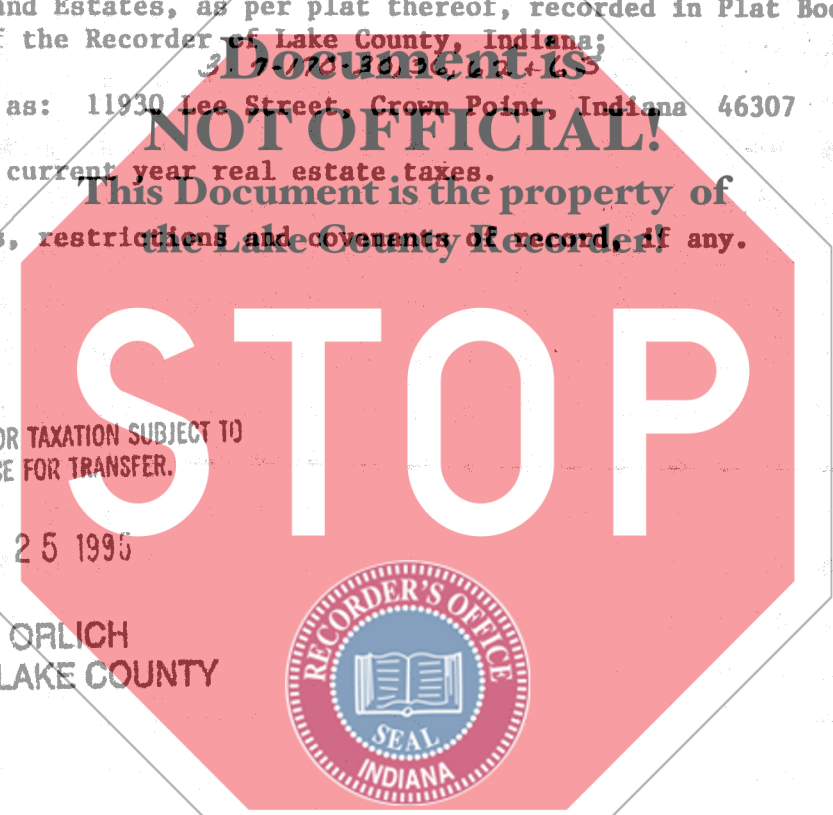 and Estates, as per plat thereof, recorded in Plat Boo
f the Recorder of Lake County, Indiana;
Document is
as: 11930 Lee Street, Crown Point, Indiana 46307
NOT OFFICIAL!
current year real estate taxes.
This Document is the property of
s, restrictions and covenants of record, if any.
the Lake County Recorder!
STOP
OR TAXATION SUBJECT TO
CE FOR TRANSFER.
25 1995
ORLICH
LAKE COUNTY
RECORDER'S OFFICE
SEAL
INDIANA